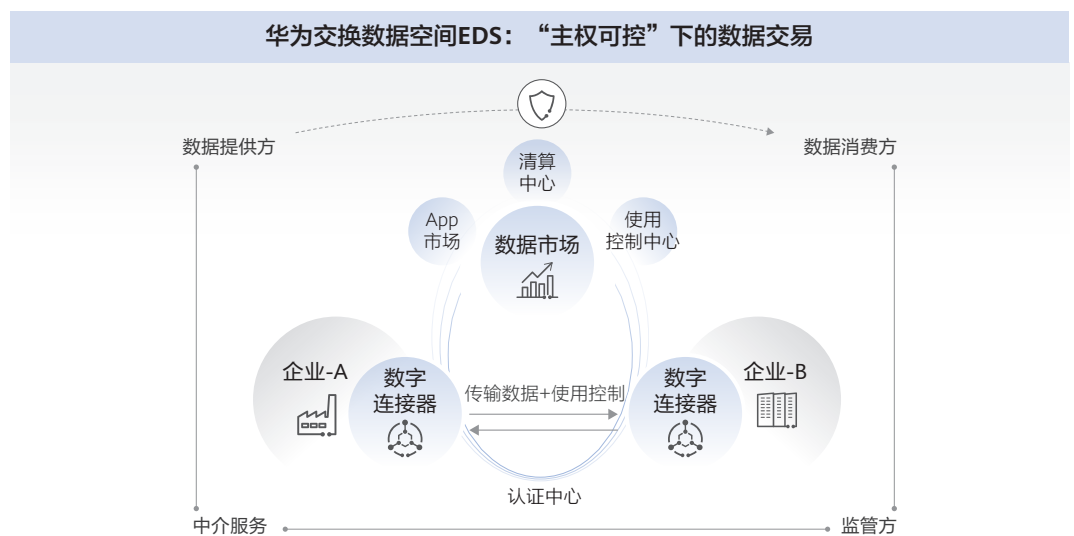 华为交换数据空间EDS：“主权可控”下的数据交易
数据提供方
数据消费方
清算
中心
App
市场
数据市场
使用
控制中心
企业-A
数字
连接器
传输数据+使用控制
数字
连接器
企业-B
认证中心
中介服务
监管方